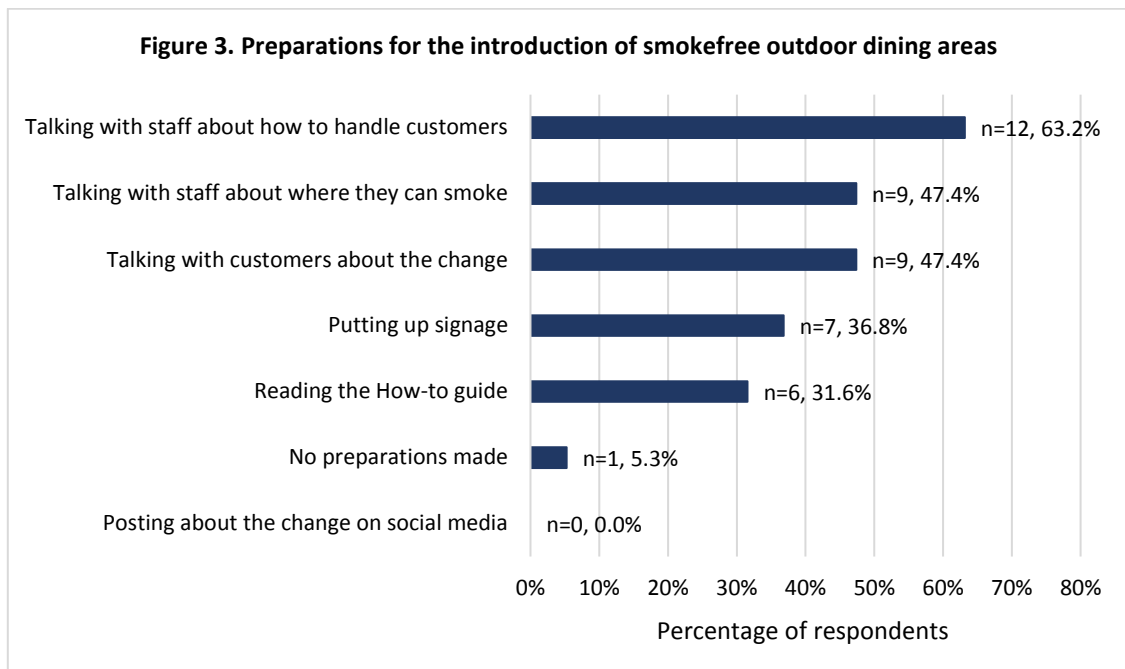 Figure 3. Preparations for the introduction of smokefree outdoor dining areas
Talking with staff about how to handle customers
n=12, 63.2%
Talking with staff about where they can smoke
n=9, 47.4%
Talking with customers about the change
n=9, 47.4%
Putting up signage
n=7, 36.8%
Reading the How-to guide
n=6, 31.6%
No preparations made
n=1, 5.3%
Posting about the change on social media
n=0, 0.0%
0% 10% 20% 30% 40% 50% 60% 70% 80%
Percentage of respondents